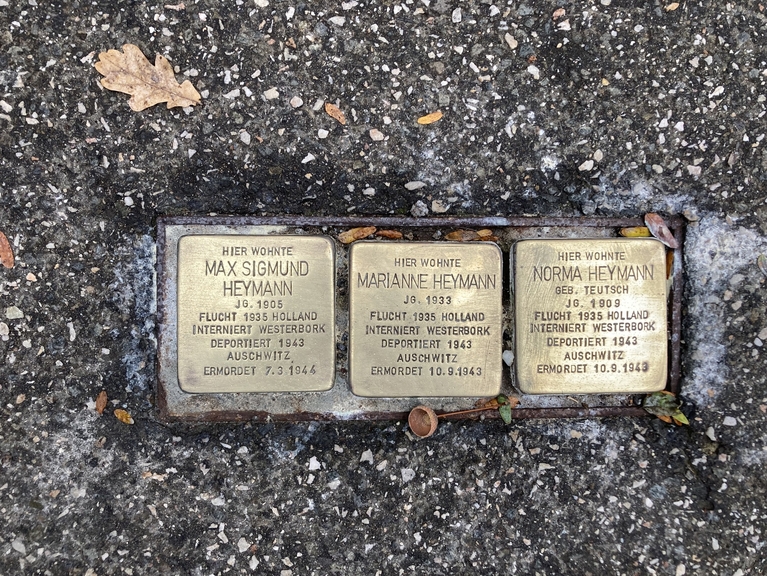 HIER WOHNTE
MAX SIGMUND
HEYMANN
JG. 1905
FLUCHT 1935 HOLLAND
INTERNIERT WESTERBORK
DEPORTIERT 1943
AUSCHWITZ
ERMORDET 7.3.1944
HIER WOHNTE
MARIANNE HEYMANN
JG. 1933
FLUCHT 1935 HOLLAND
INTERNIERT WESTERBORK
DEPORTIERT 1943
AUSCHWITZ
ERMORDET 10.9.1943
HIER WOHNTE
NORMA HEYMANN
GEB. TEUTSCH
JG. 1909
FLUCHT 1935 HOLLAND
INTERNIERT WESTERBORK
DEPORTIERT 1943
AUSCHWITZ
ERMORDET 10.9.1943